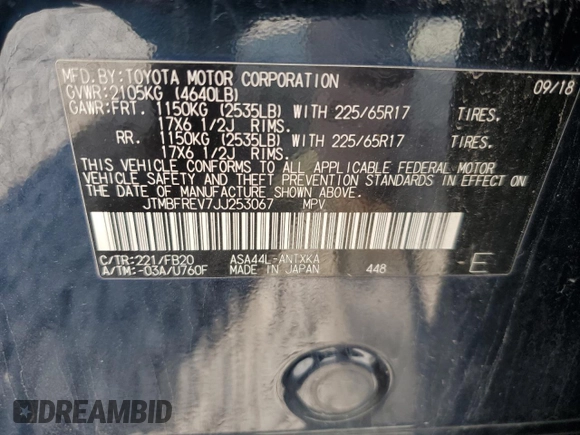 MFD.BY:TOYOTA MOTOR CORPORATION 09/18
GVWR:2105KG (4640LB)
GAWR:FRT. 1150KG (2535LB) WITH 225/65R17 TIRES.
17X6 1/2J RIMS.
RR. 1150KG (2535LB) WITH 225/65R17 TIRES.
17X6 1/2J RIMS.
THIS VEHICLE CONFORMS TO ALL APPLICABLE FEDERAL MOTOR
VEHICLE SAFETY AND THEFT PREVENTION STANDARDS IN EFFECT
ON THE DATE OF MANUFACTURE SHOWN ABOVE.
JTMBFREV7JJ253067 MPV
C/TR:221/FB20 ASA44L-ANTXKA
A/TM:-03A/U760F MADE IN JAPAN 448 E
DREAMBID